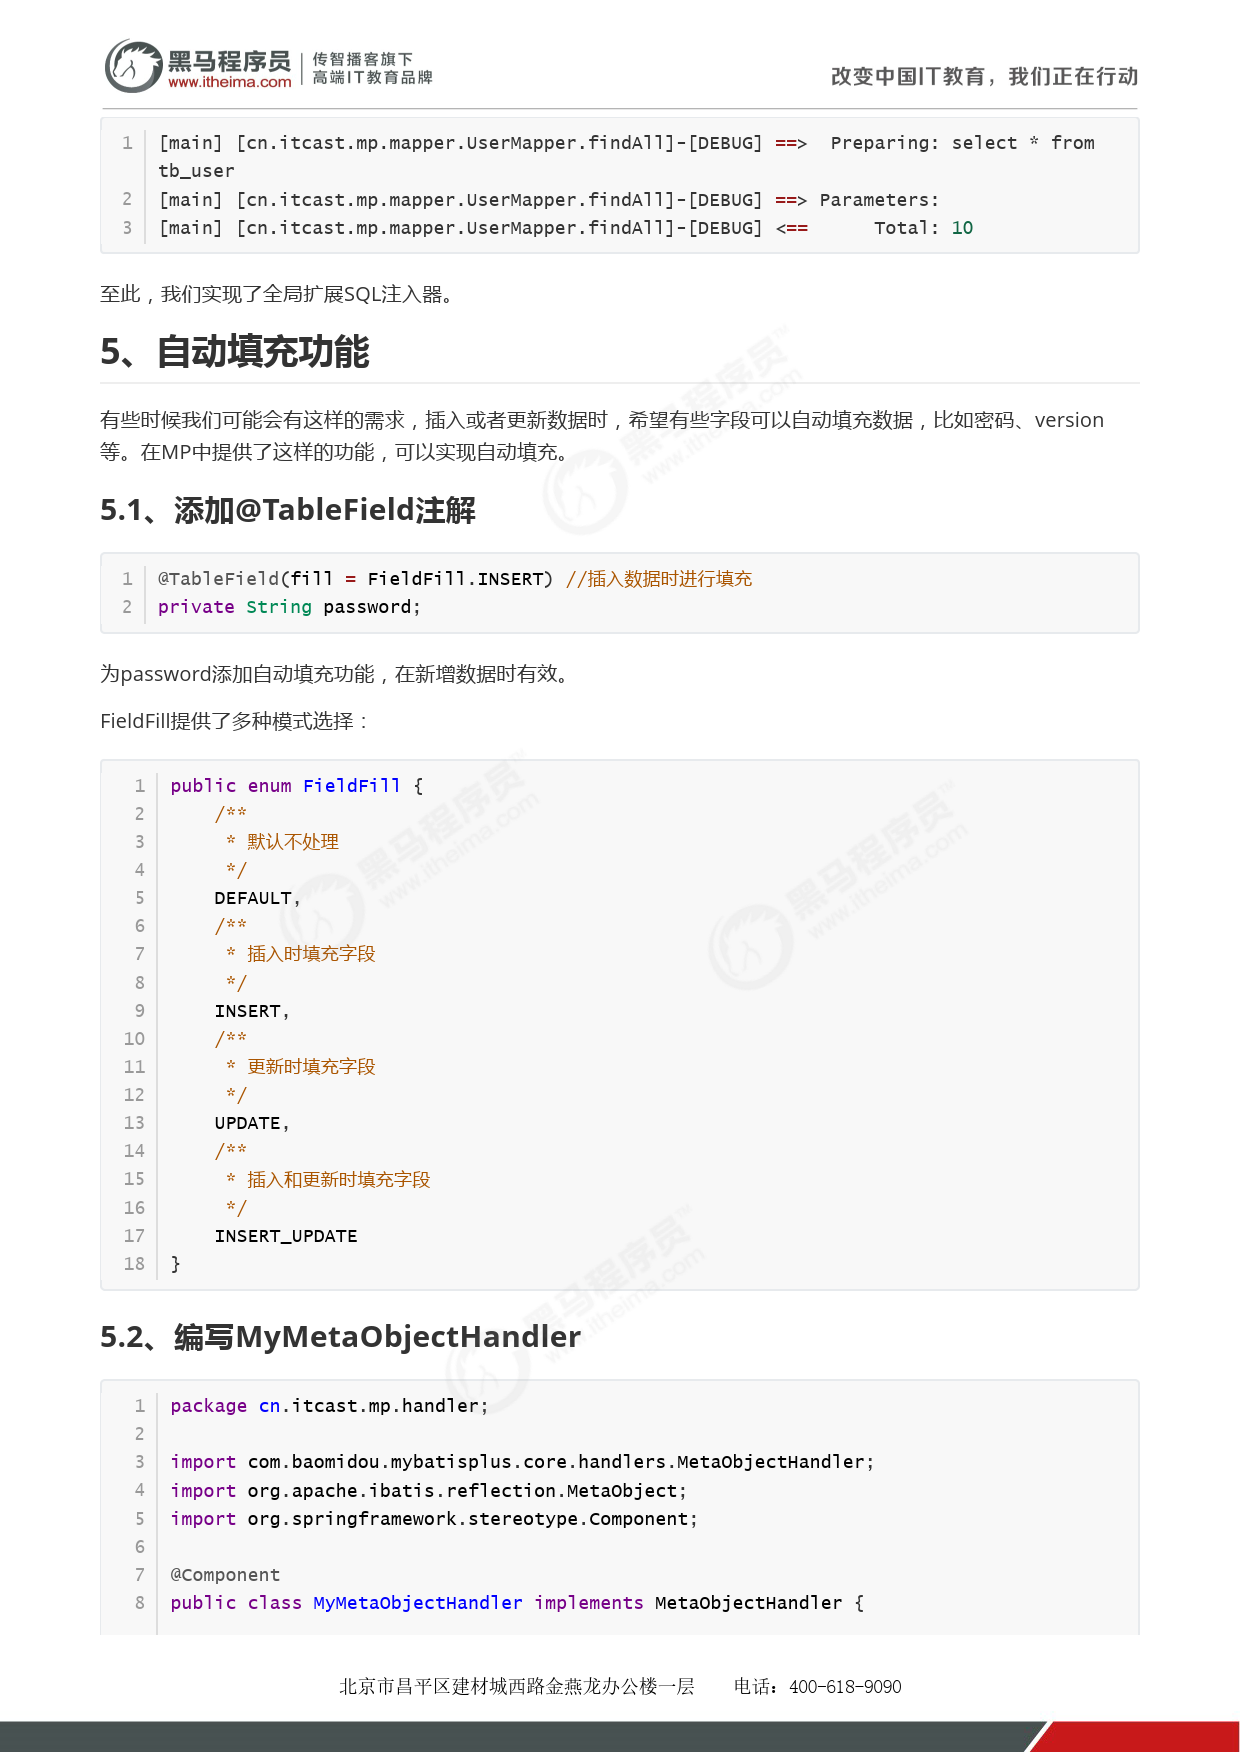 黑马程序员
www.itheima.com
传智播客旗下
高端IT教育品牌
改变中国IT教育，我们正在行动
1 [main] [cn.itcast.mp.mapper.UserMapper.findAll]-[DEBUG] ==>  Preparing: select * from
tb_user
2 [main] [cn.itcast.mp.mapper.UserMapper.findAll]-[DEBUG] ==> Parameters:
3 [main] [cn.itcast.mp.mapper.UserMapper.findAll]-[DEBUG] <==      Total: 10
至此，我们实现了全局扩展SQL注入器。
5、自动填充功能
有些时候我们可能会有这样的需求，插入或者更新数据时，希望有些字段可以自动填充数据，比如密码、version
等。在MP中提供了这样的功能，可以实现自动填充。
5.1、添加@TableField注解
1 @TableField(fill = FieldFill.INSERT) //插入数据时进行填充
2 private String password;
为password添加自动填充功能，在新增数据时有效。
FieldFill提供了多种模式选择：
1 public enum FieldFill {
2     /**
3      * 默认不处理
4      */
5     DEFAULT,
6     /**
7      * 插入时填充字段
8      */
9     INSERT,
10     /**
11      * 更新时填充字段
12      */
13     UPDATE,
14     /**
15      * 插入和更新时填充字段
16      */
17     INSERT_UPDATE
18 }
5.2、编写MyMetaObjectHandler
1 package cn.itcast.mp.handler;
2
3 import com.baomidou.mybatisplus.core.handlers.MetaObjectHandler;
4 import org.apache.ibatis.reflection.MetaObject;
5 import org.springframework.stereotype.Component;
6
7 @Component
8 public class MyMetaObjectHandler implements MetaObjectHandler {
北京市昌平区建材城西路金燕龙办公楼一层  电话：400-618-9090